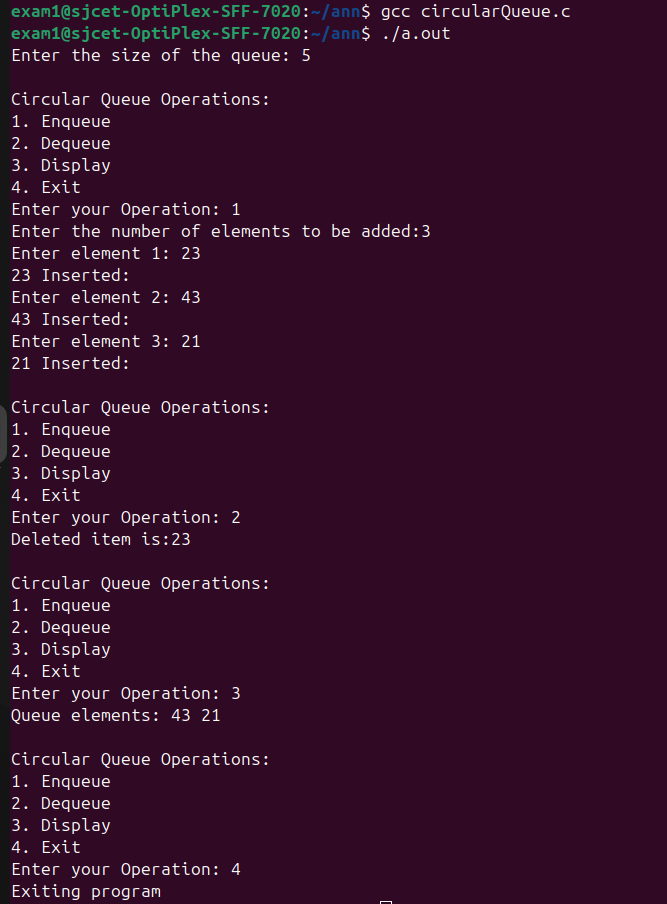 exam1@sjcet-OptiPlex-SFF-7020:~/ann$ gcc circularQueue.c
exam1@sjcet-OptiPlex-SFF-7020:~/ann$ ./a.out
Enter the size of the queue: 5

Circular Queue Operations:
1. Enqueue
2. Dequeue
3. Display
4. Exit
Enter your Operation: 1
Enter the number of elements to be added:3
Enter element 1: 23
23 Inserted:
Enter element 2: 43
43 Inserted:
Enter element 3: 21
21 Inserted:

Circular Queue Operations:
1. Enqueue
2. Dequeue
3. Display
4. Exit
Enter your Operation: 2
Deleted item is:23

Circular Queue Operations:
1. Enqueue
2. Dequeue
3. Display
4. Exit
Enter your Operation: 3
Queue elements: 43 21

Circular Queue Operations:
1. Enqueue
2. Dequeue
3. Display
4. Exit
Enter your Operation: 4
Exiting program